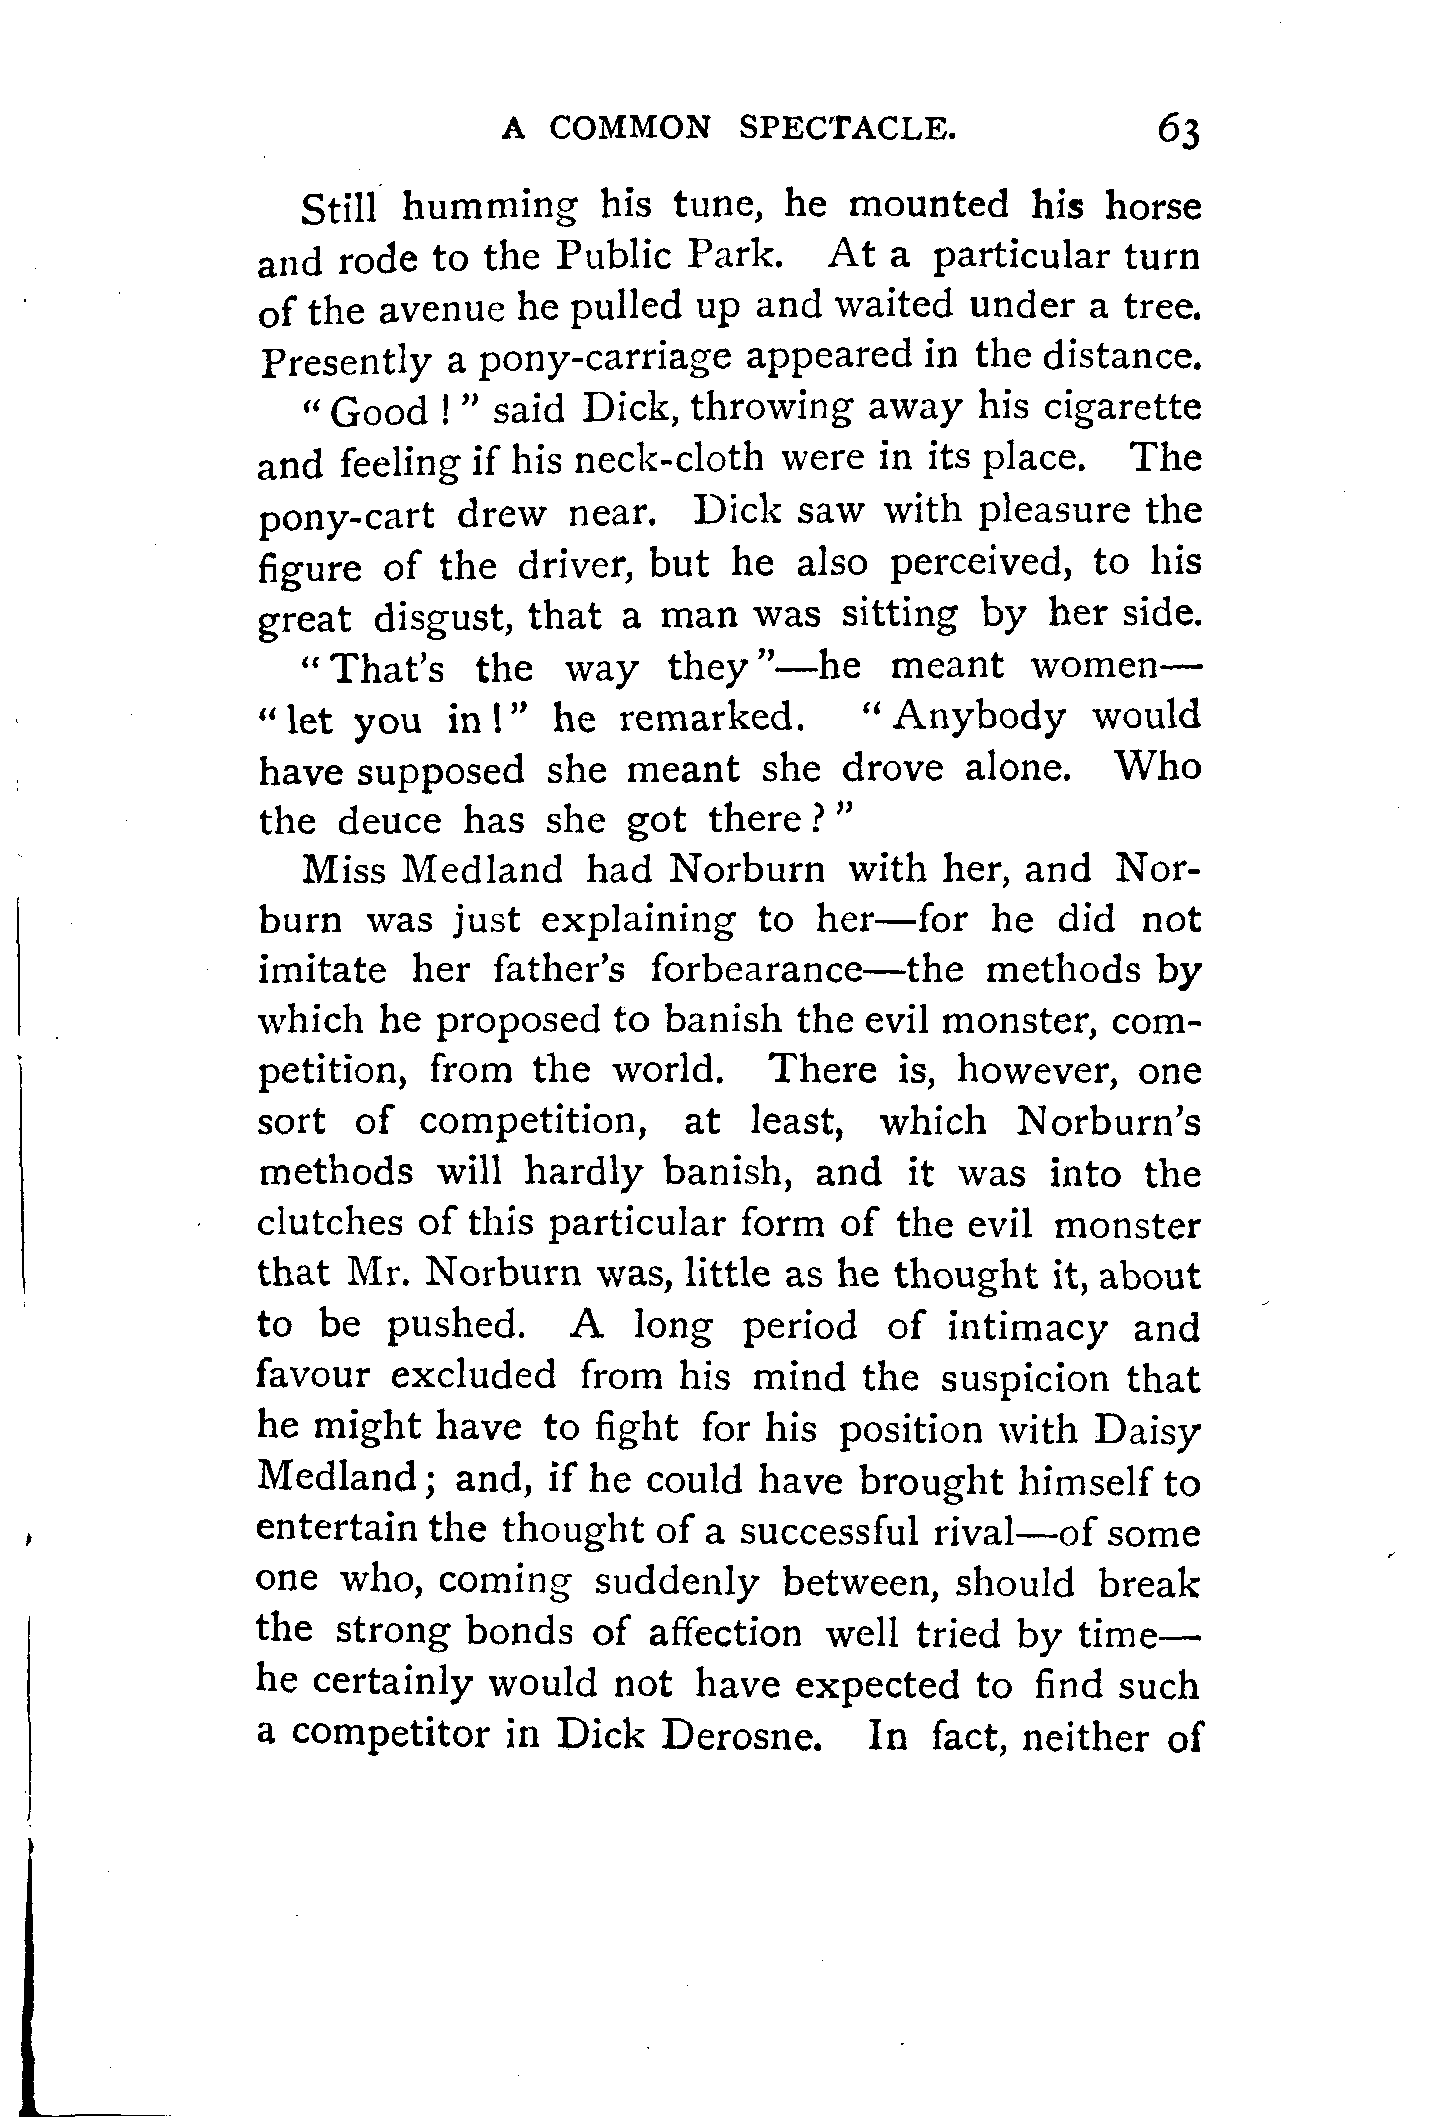 A COMMON SPECTACLE. 63
Still humming his tune, he mounted his horse
and rode to the Public Park. At a particular turn
of the avenue he pulled up and waited under a tree.
Presently a pony-carriage appeared in the distance.
"Good!" said Dick, throwing away his cigarette
and feeling if his neck-cloth were in its place. The
pony-cart drew near. Dick saw with pleasure the
figure of the driver, but he also perceived, to his
great disgust, that a man was sitting by her side.
"That's the way they"—he meant women—
"let you in!" he remarked. "Anybody would
have supposed she meant she drove alone. Who
the deuce has she got there?"
Miss Medland had Norburn with her, and Nor-
burn was just explaining to her—for he did not
imitate her father's forbearance—the methods by
which he proposed to banish the evil monster, com-
petition, from the world. There is, however, one
sort of competition, at least, which Norburn's
methods will hardly banish, and it was into the
clutches of this particular form of the evil monster
that Mr. Norburn was, little as he thought it, about
to be pushed. A long period of intimacy and
favour excluded from his mind the suspicion that
he might have to fight for his position with Daisy
Medland; and, if he could have brought himself to
entertain the thought of a successful rival—of some
one who, coming suddenly between, should break
the strong bonds of affection well tried by time—
he certainly would not have expected to find such
a competitor in Dick Derosne. In fact, neither of